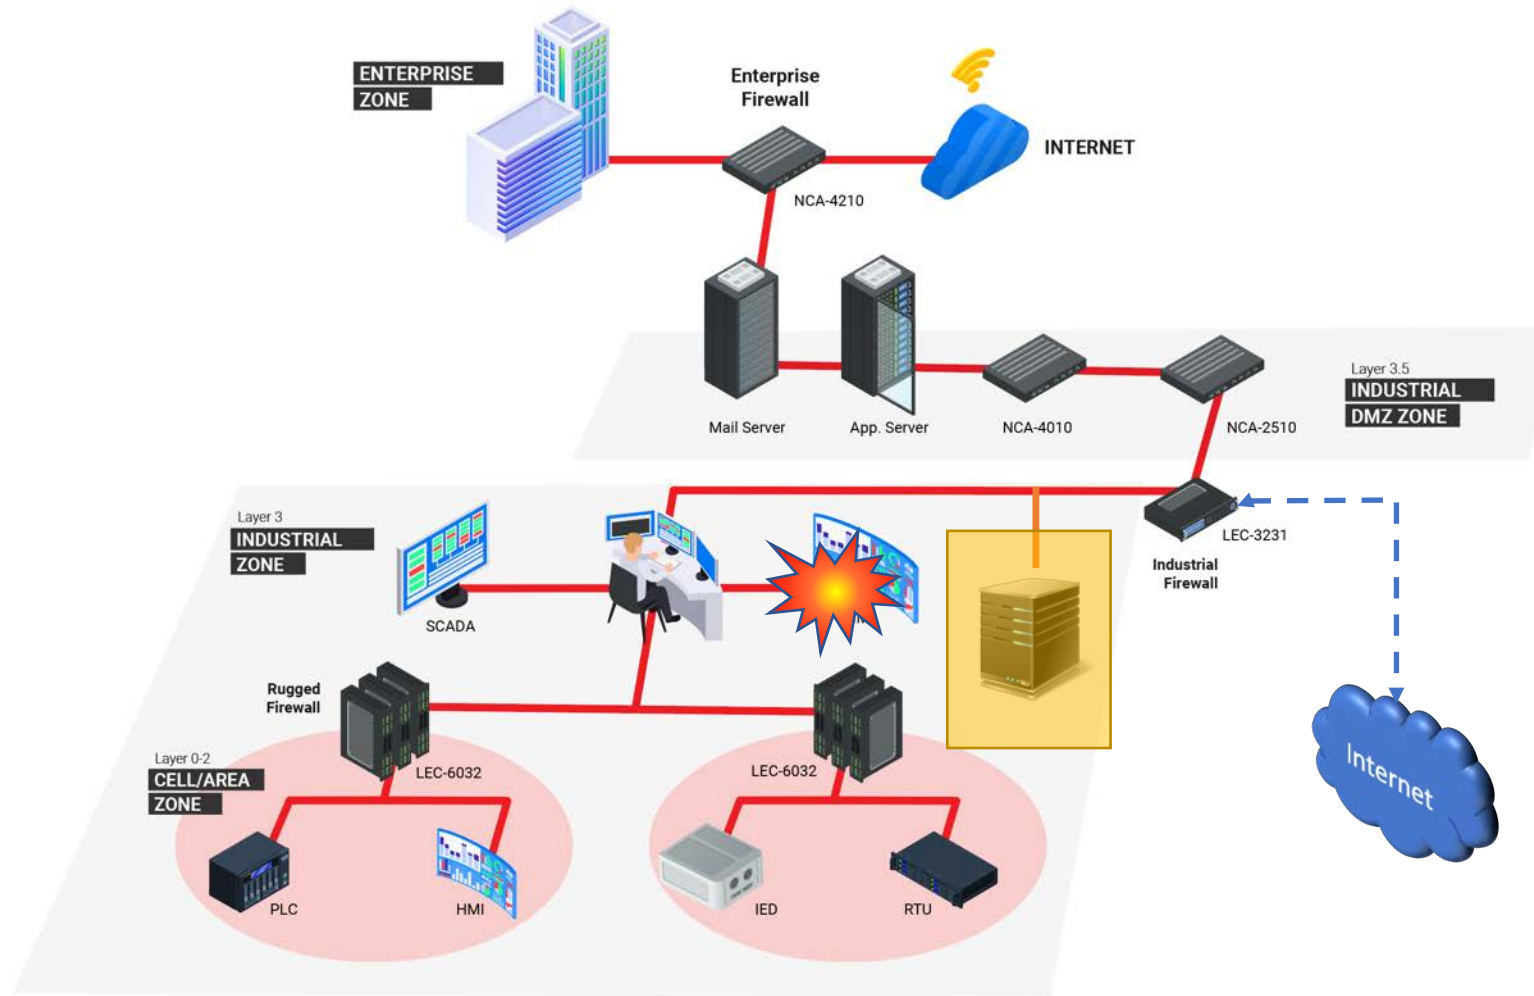 ENTERPRISE
ZONE
Enterprise
Firewall
INTERNET
NCA-4210
Mail Server
App. Server
NCA-4010
NCA-2510
Layer 3.5
INDUSTRIAL
DMZ ZONE
Layer 3
INDUSTRIAL
ZONE
SCADA
LEC-3231
Industrial
Firewall
Rugged
Firewall
LEC-6032
LEC-6032
Layer 0-2
CELL/AREA
ZONE
PLC
HMI
IED
RTU
Internet